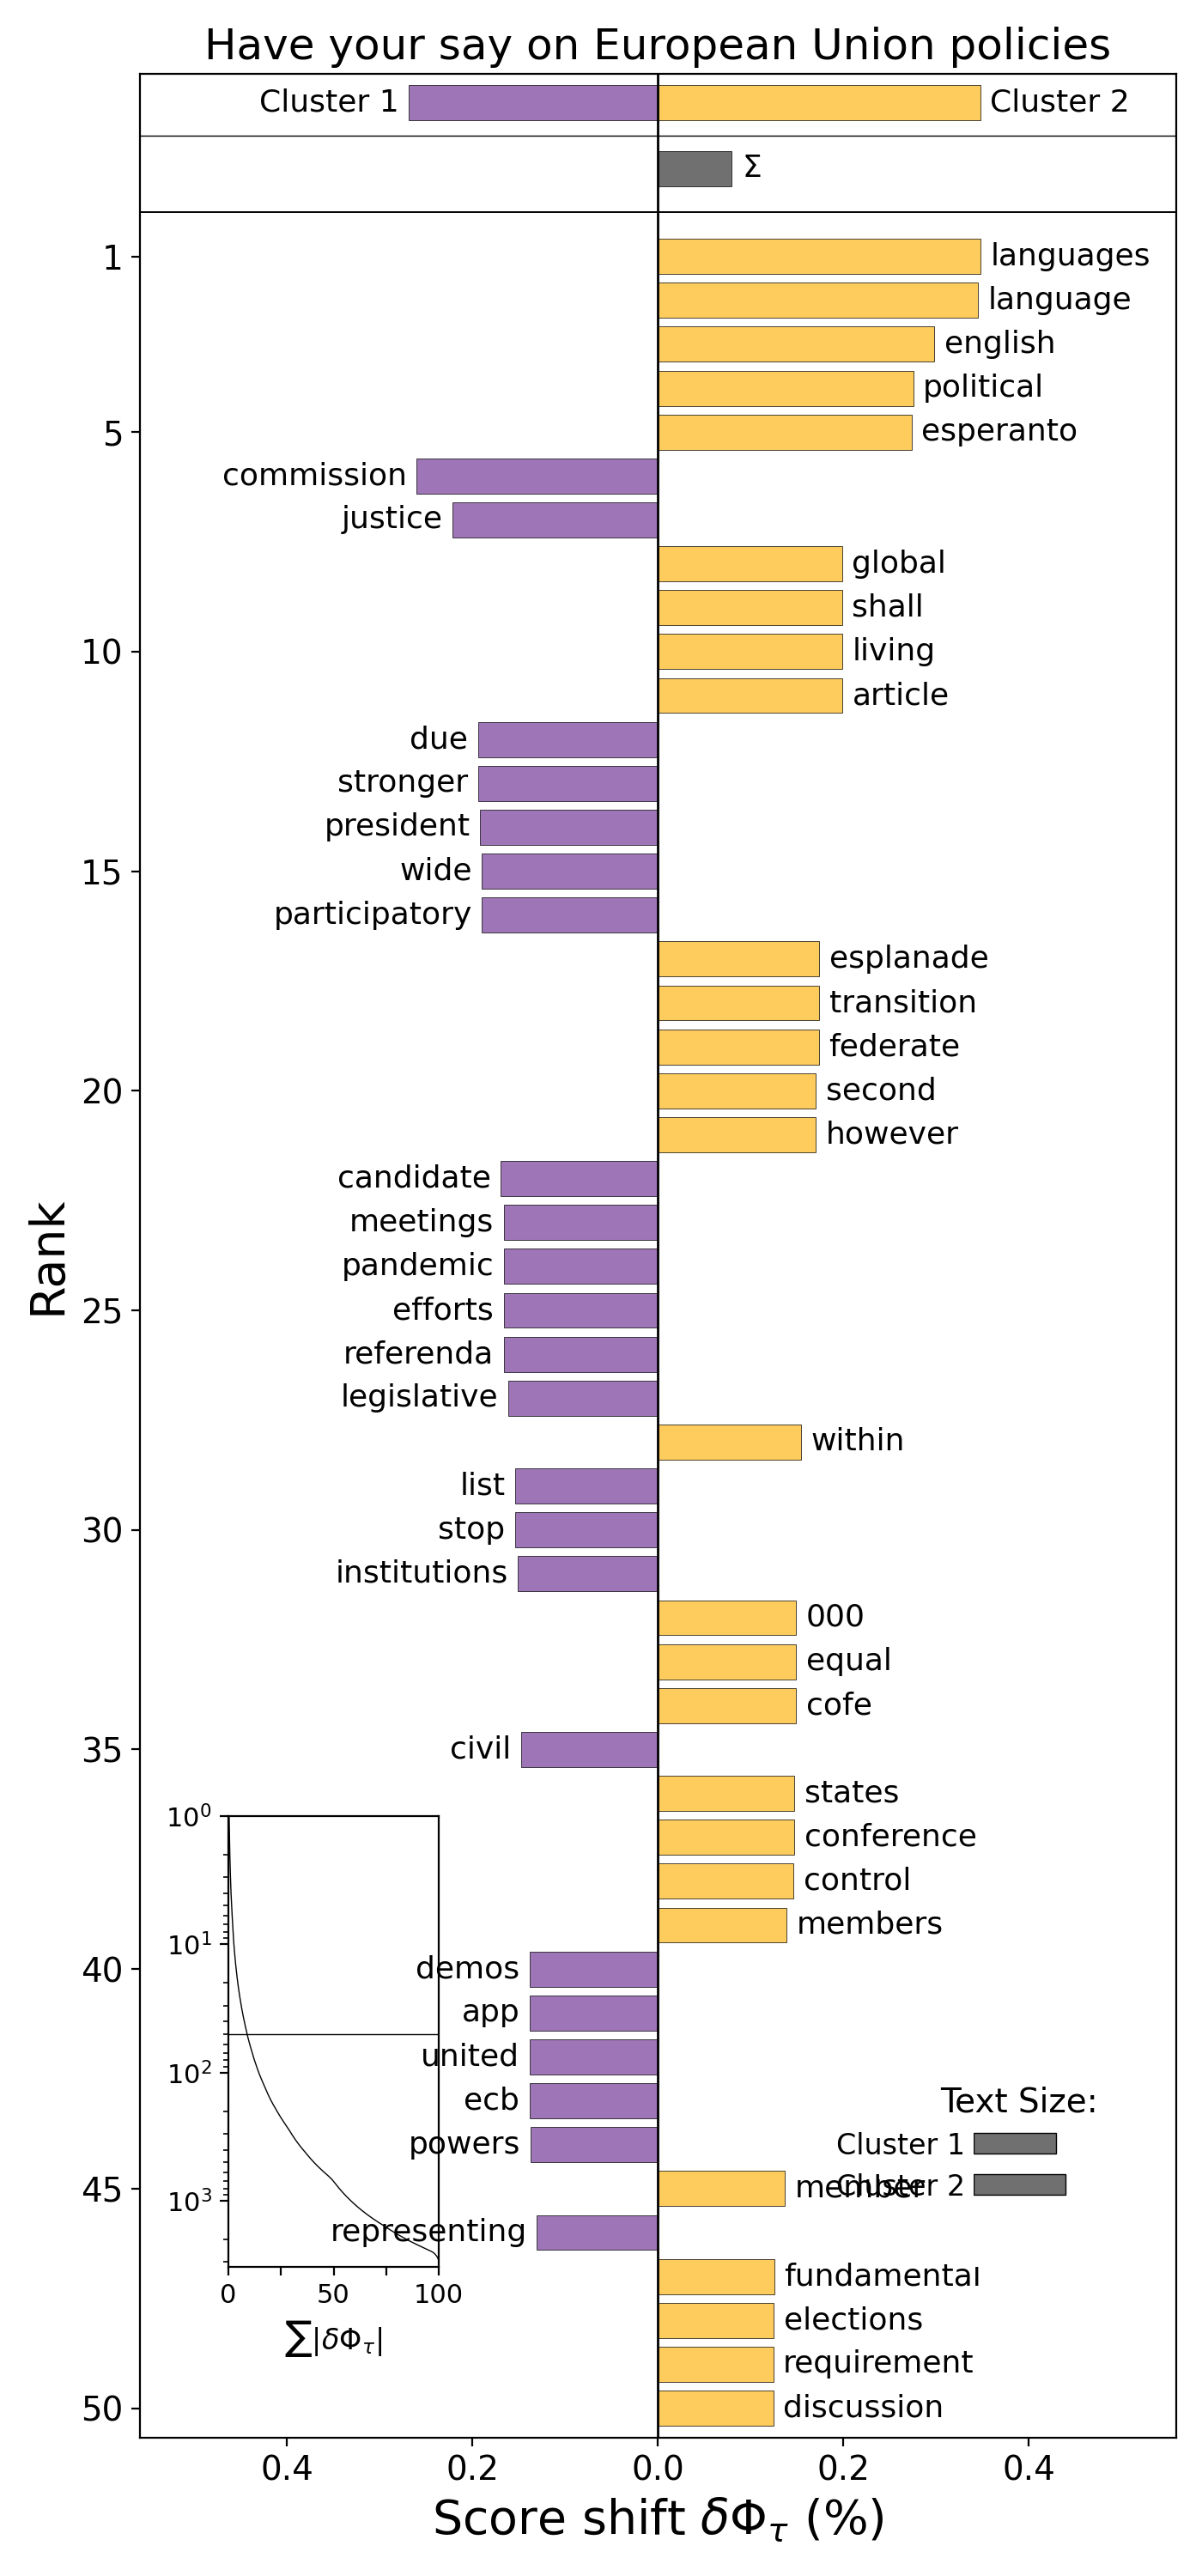 Have your say on European Union policies
Cluster 1
Cluster 2
Σ
1
languages
language
english
political
5
esperanto
commission
justice
global
shall
10
living
article
due
stronger
president
15
wide
participatory
esplanade
transition
federate
20
second
however
candidate
meetings
pandemic
25
efforts
referenda
legislative
within
list
30
stop
institutions
000
equal
cofe
35
civil
states
conference
control
members
40
demos
app
united
ecb
powers
45
member
representing
fundamental
elections
requirement
50
discussion
Rank
10⁰
10¹
10²
10³
0 50 100
∑|δΦτ|
Text Size:
Cluster 1
Cluster 2
0.4 0.2 0.0 0.2 0.4
Score shift δΦτ (%)